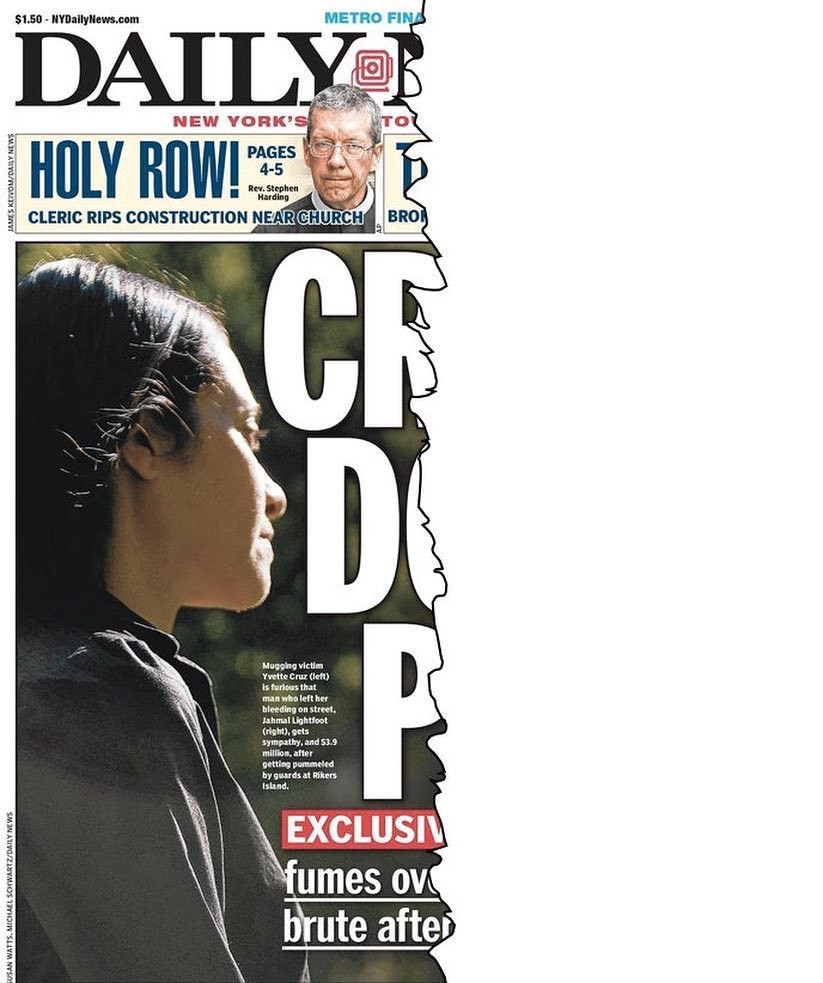 $1.50 - NYDailyNews.com
METRO FINA
DAILY
NEW YORK'S
HOLY ROW!
PAGES
4-5
Rev. Stephen
Harding
CLERIC RIPS CONSTRUCTION NEAR CHURCH
JAMES KEIVOM/DAILY NEWS
AP
C
D
P
Mugging victim
Yvette Cruz (left)
is furious that
man who left her
bleeding on street,
Jahmal Lightfoot
(right), gets
sympathy, and $3.9
million, after
getting pummeled
by guards at Rikers
Island.
EXCLUSIV
fumes ov
brute after
SUSAN WATTS, MICHAEL SCHWARTZ/DAILY NEWS